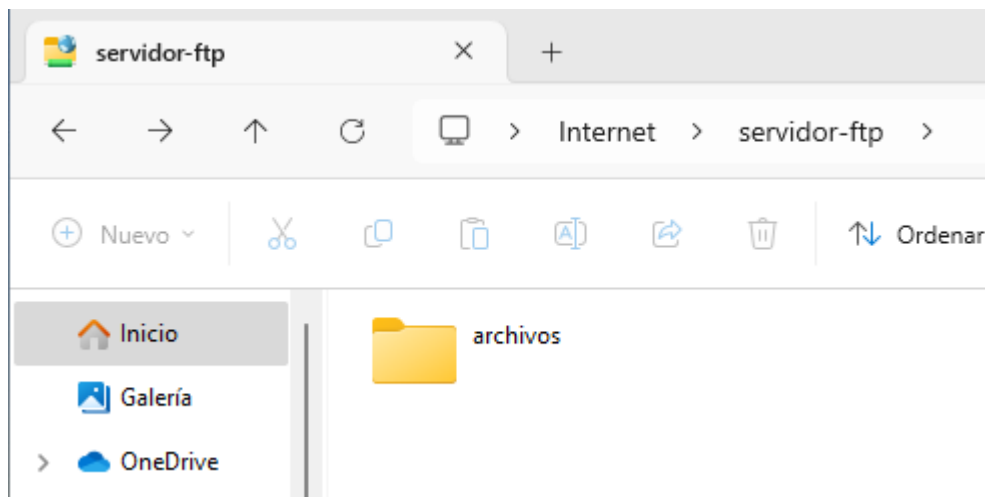 servidor-ftp
Internet > servidor-ftp >
Nuevo
Ordenar
Inicio
archivos
Galería
OneDrive